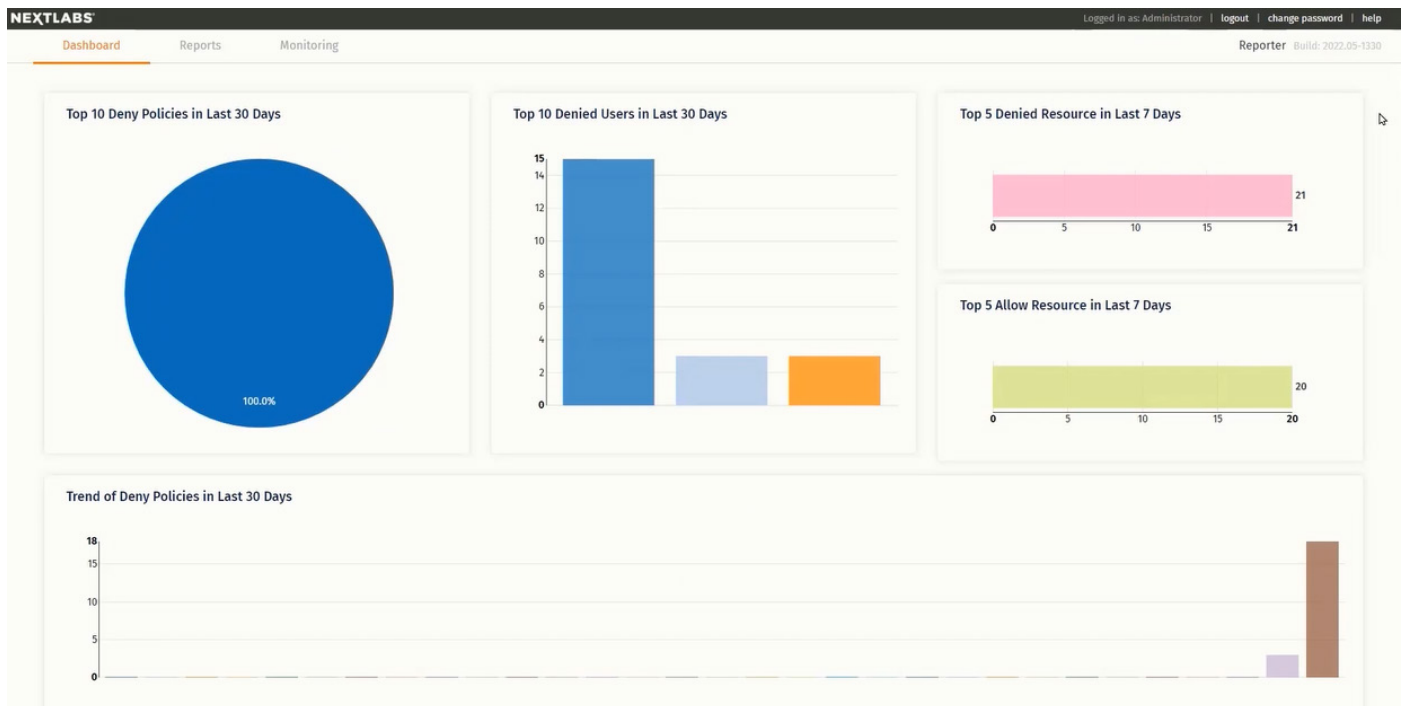 NEXTLABS
Logged in as: Administrator | logout | change password | help
Dashboard Reports Monitoring
Reporter Build: 2022.05-1330
Top 10 Deny Policies in Last 30 Days
100.0%
Top 10 Denied Users in Last 30 Days
15
14
12
10
8
6
4
2
0
Top 5 Denied Resource in Last 7 Days
21
0 5 10 15 21
Top 5 Allow Resource in Last 7 Days
20
0 5 10 15 20
Trend of Deny Policies in Last 30 Days
18
15
10
5
0